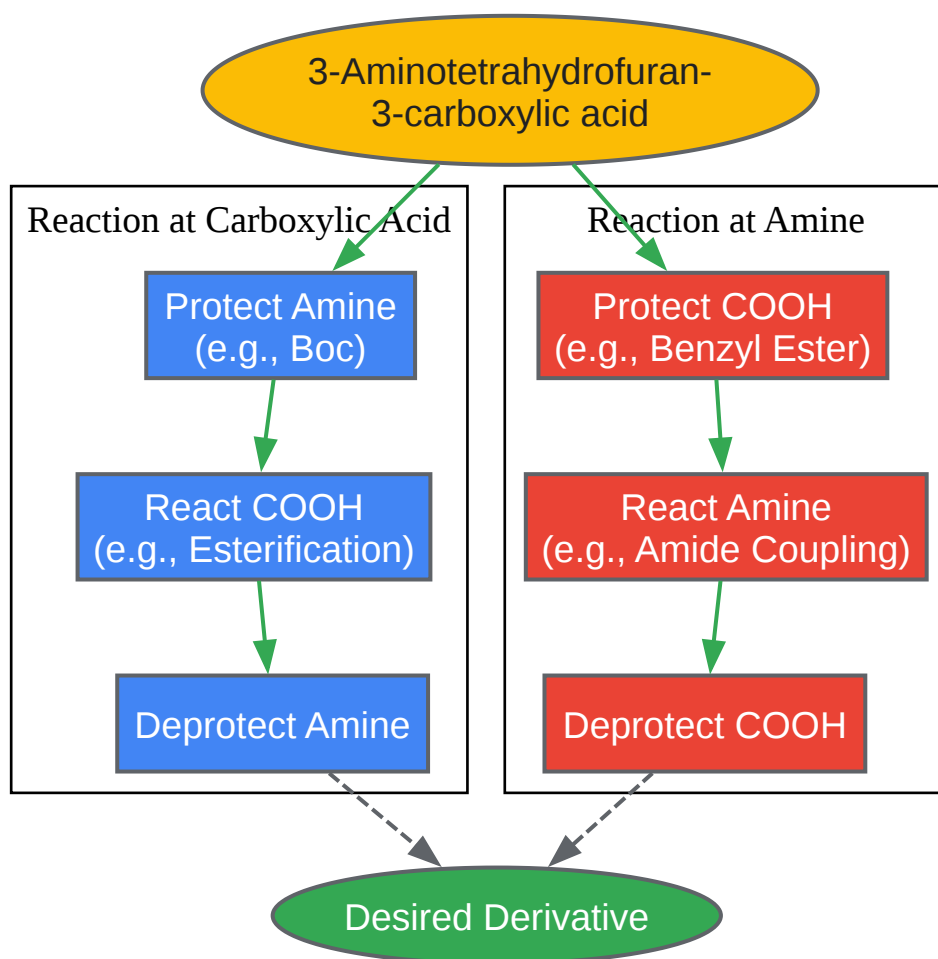 3-Aminotetrahydrofuran-
3-carboxylic acid
Reaction at Carboxylic Acid
Protect Amine
(e.g., Boc)
React COOH
(e.g., Esterification)
Deprotect Amine
Reaction at Amine
Protect COOH
(e.g., Benzyl Ester)
React Amine
(e.g., Amide Coupling)
Deprotect COOH
Desired Derivative